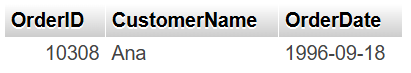 OrderID CustomerName OrderDate
10308 Ana 1996-09-18